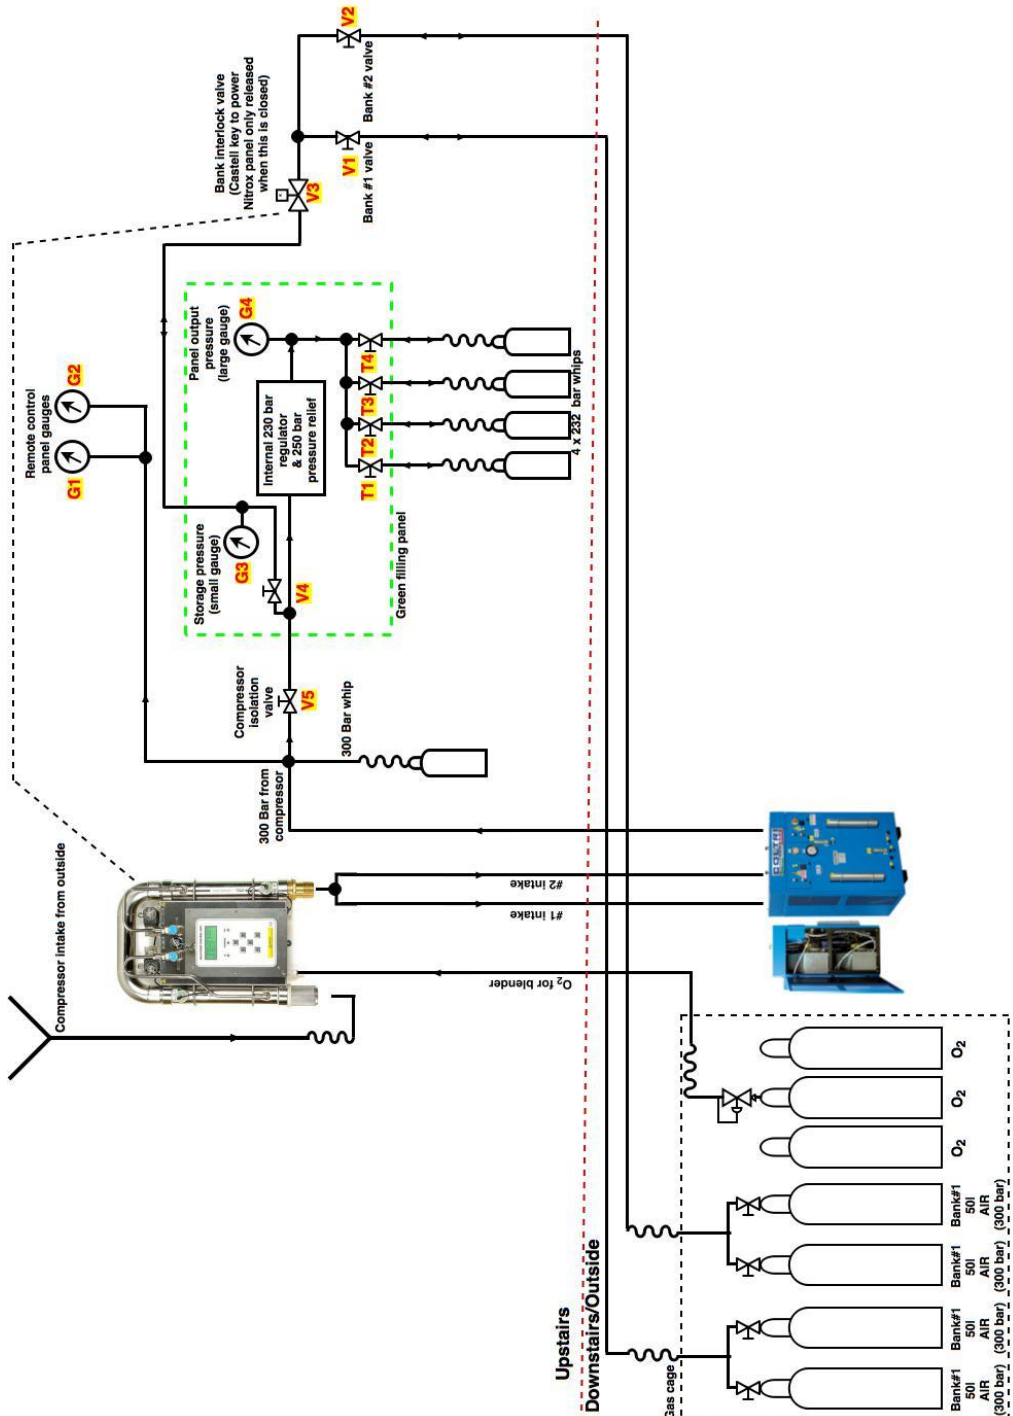 Upstairs
Downstairs/Outside
Compressor intake from outside
300 Bar from
compressor
Compressor
isolation
valve
V5
300 Bar whip
Remote control
panel gauges
G1
G2
Storage pressure
(small gauge)
G3
V4
Green filling panel
Panel output
pressure
(large gauge)
G4
Internal 230 bar
regulator
& 250 bar
pressure relief
T1
T2
T3
T4
4 x 232 bar whips
Bank interlock valve
(Castell key to power
Nitrox panel only released
when this is closed)
V3
V1
Bank #1 valve
V2
Bank #2 valve
#2 intake
#1 intake
O2 for blender
Gas cage
Bank#1
50l
AIR
(300 bar)
Bank#1
50l
AIR
(300 bar)
Bank#1
50l
AIR
(300 bar)
Bank#1
50l
AIR
(300 bar)
O2
O2
O2